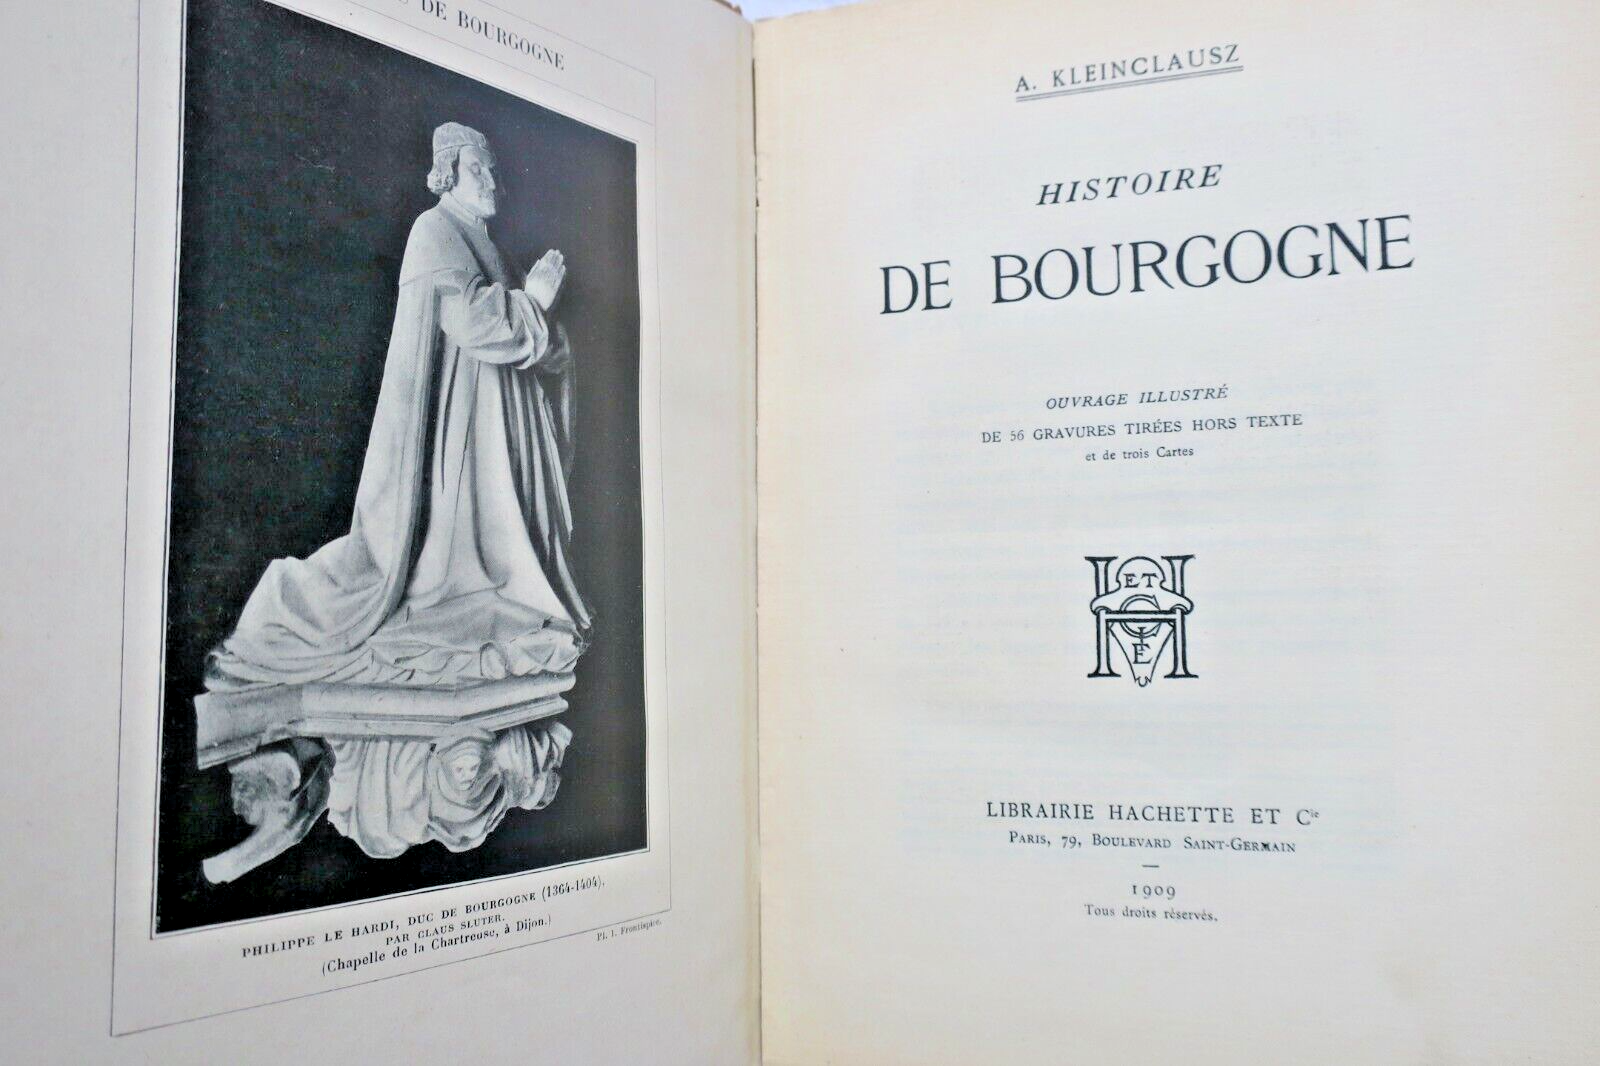 DE BOURGOGNE
PHILIPPE LE HARDI, DUC DE BOURGOGNE (1364-1404),
PAR CLAUS SLUTER.
(Chapelle de la Chartreuse, à Dijon.)
Pl. 1. Frontispice.
A. KLEINCLAUSZ
HISTOIRE
DE BOURGOGNE
OUVRAGE ILLUSTRÉ
DE 56 GRAVURES TIRÉES HORS TEXTE
et de trois Cartes
H ET Cie
LIBRAIRIE HACHETTE ET Cie
PARIS, 79, BOULEVARD SAINT-GERMAIN
1909
Tous droits réservés.